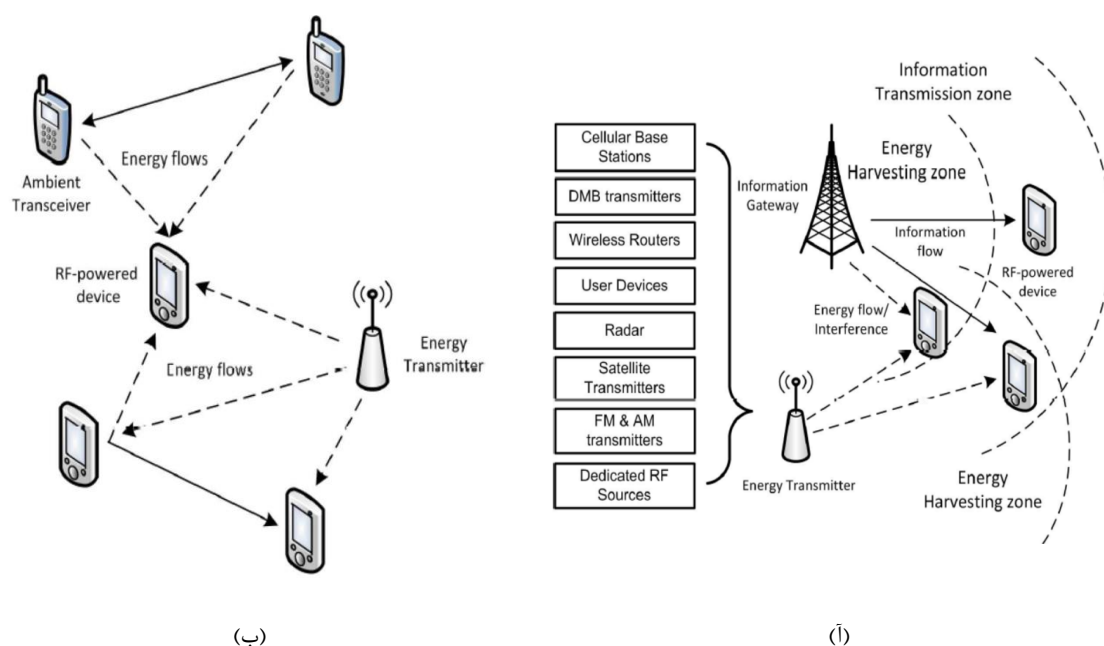 Energy flows
Ambient
Transceiver
RF-powered
device
Energy
Transmitter
Energy flows
(ب)
Cellular Base
Stations
DMB transmitters
Wireless Routers
User Devices
Radar
Satellite
Transmitters
FM & AM
transmitters
Dedicated RF
Sources
Information
Transmission zone
Energy
Harvesting zone
Information
Gateway
Information
flow
RF-powered
device
Energy flow/
Interference
Energy Transmitter
Energy
Harvesting zone
(آ)